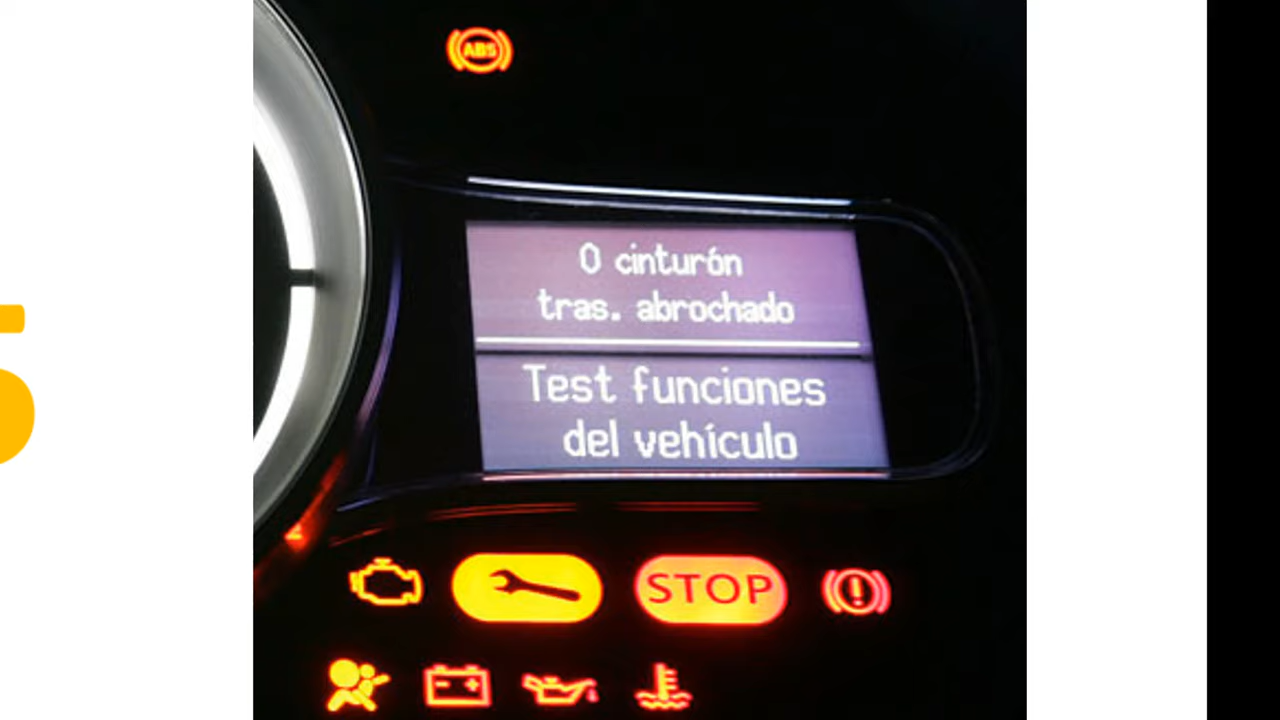 ABS
0 cinturón
tras. abrochado
Test funciones
del vehículo
STOP